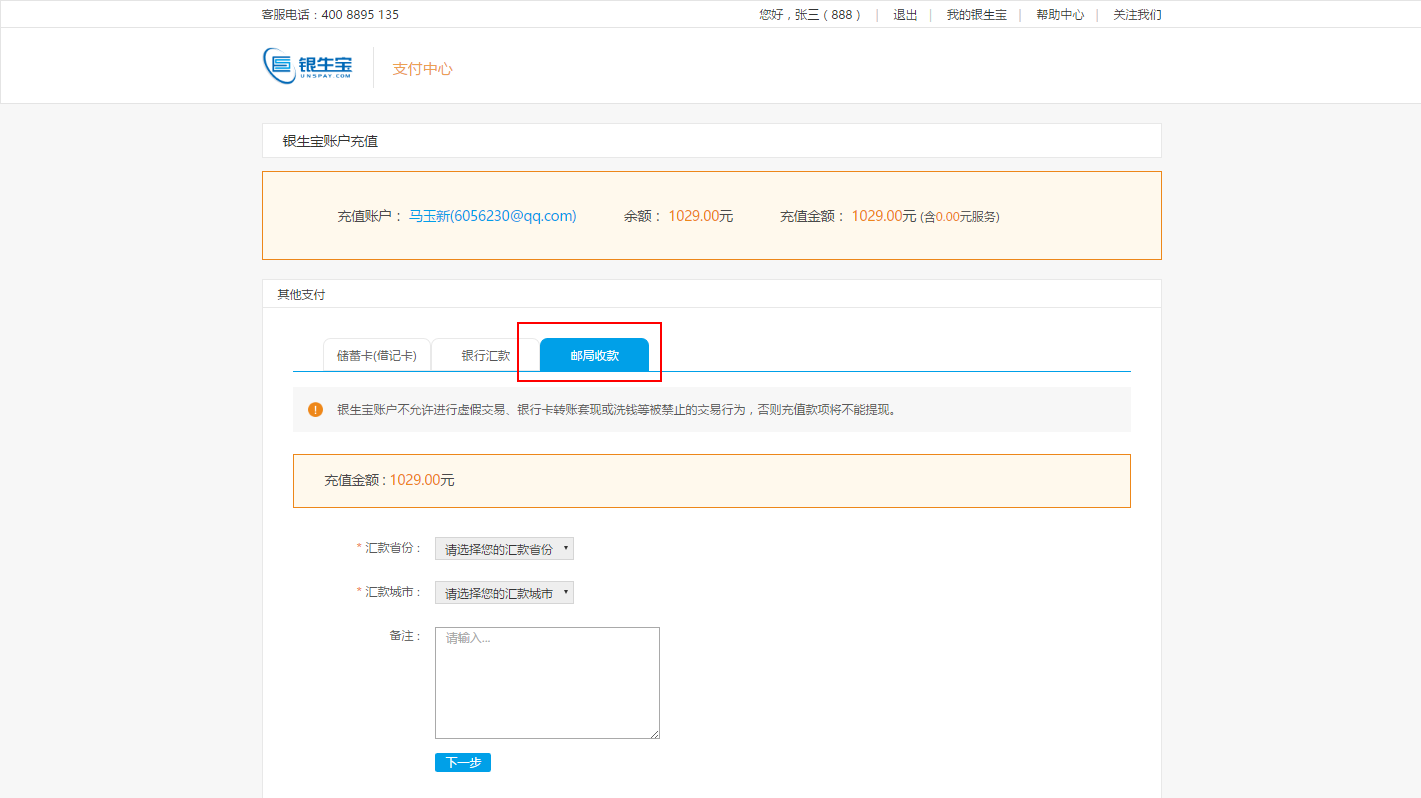 客服电话：400 8895 135 您好，张三（888） | 退出 | 我的银生宝 | 帮助中心 | 关注我们
银生宝
UNSPAY.COM
支付中心
银生宝账户充值
充值账户： 马玉新(6056230@qq.com) 余额： 1029.00元 充值金额： 1029.00元 (含0.00元服务)
其他支付
储蓄卡(借记卡) 银行汇款 邮局收款
! 银生宝账户不允许进行虚假交易、银行卡转账套现或洗钱等被禁止的交易行为，否则充值款项将不能提现。
充值金额 : 1029.00元
* 汇款省份： 请选择您的汇款省份
* 汇款城市： 请选择您的汇款城市
备注： 请输入...
下一步